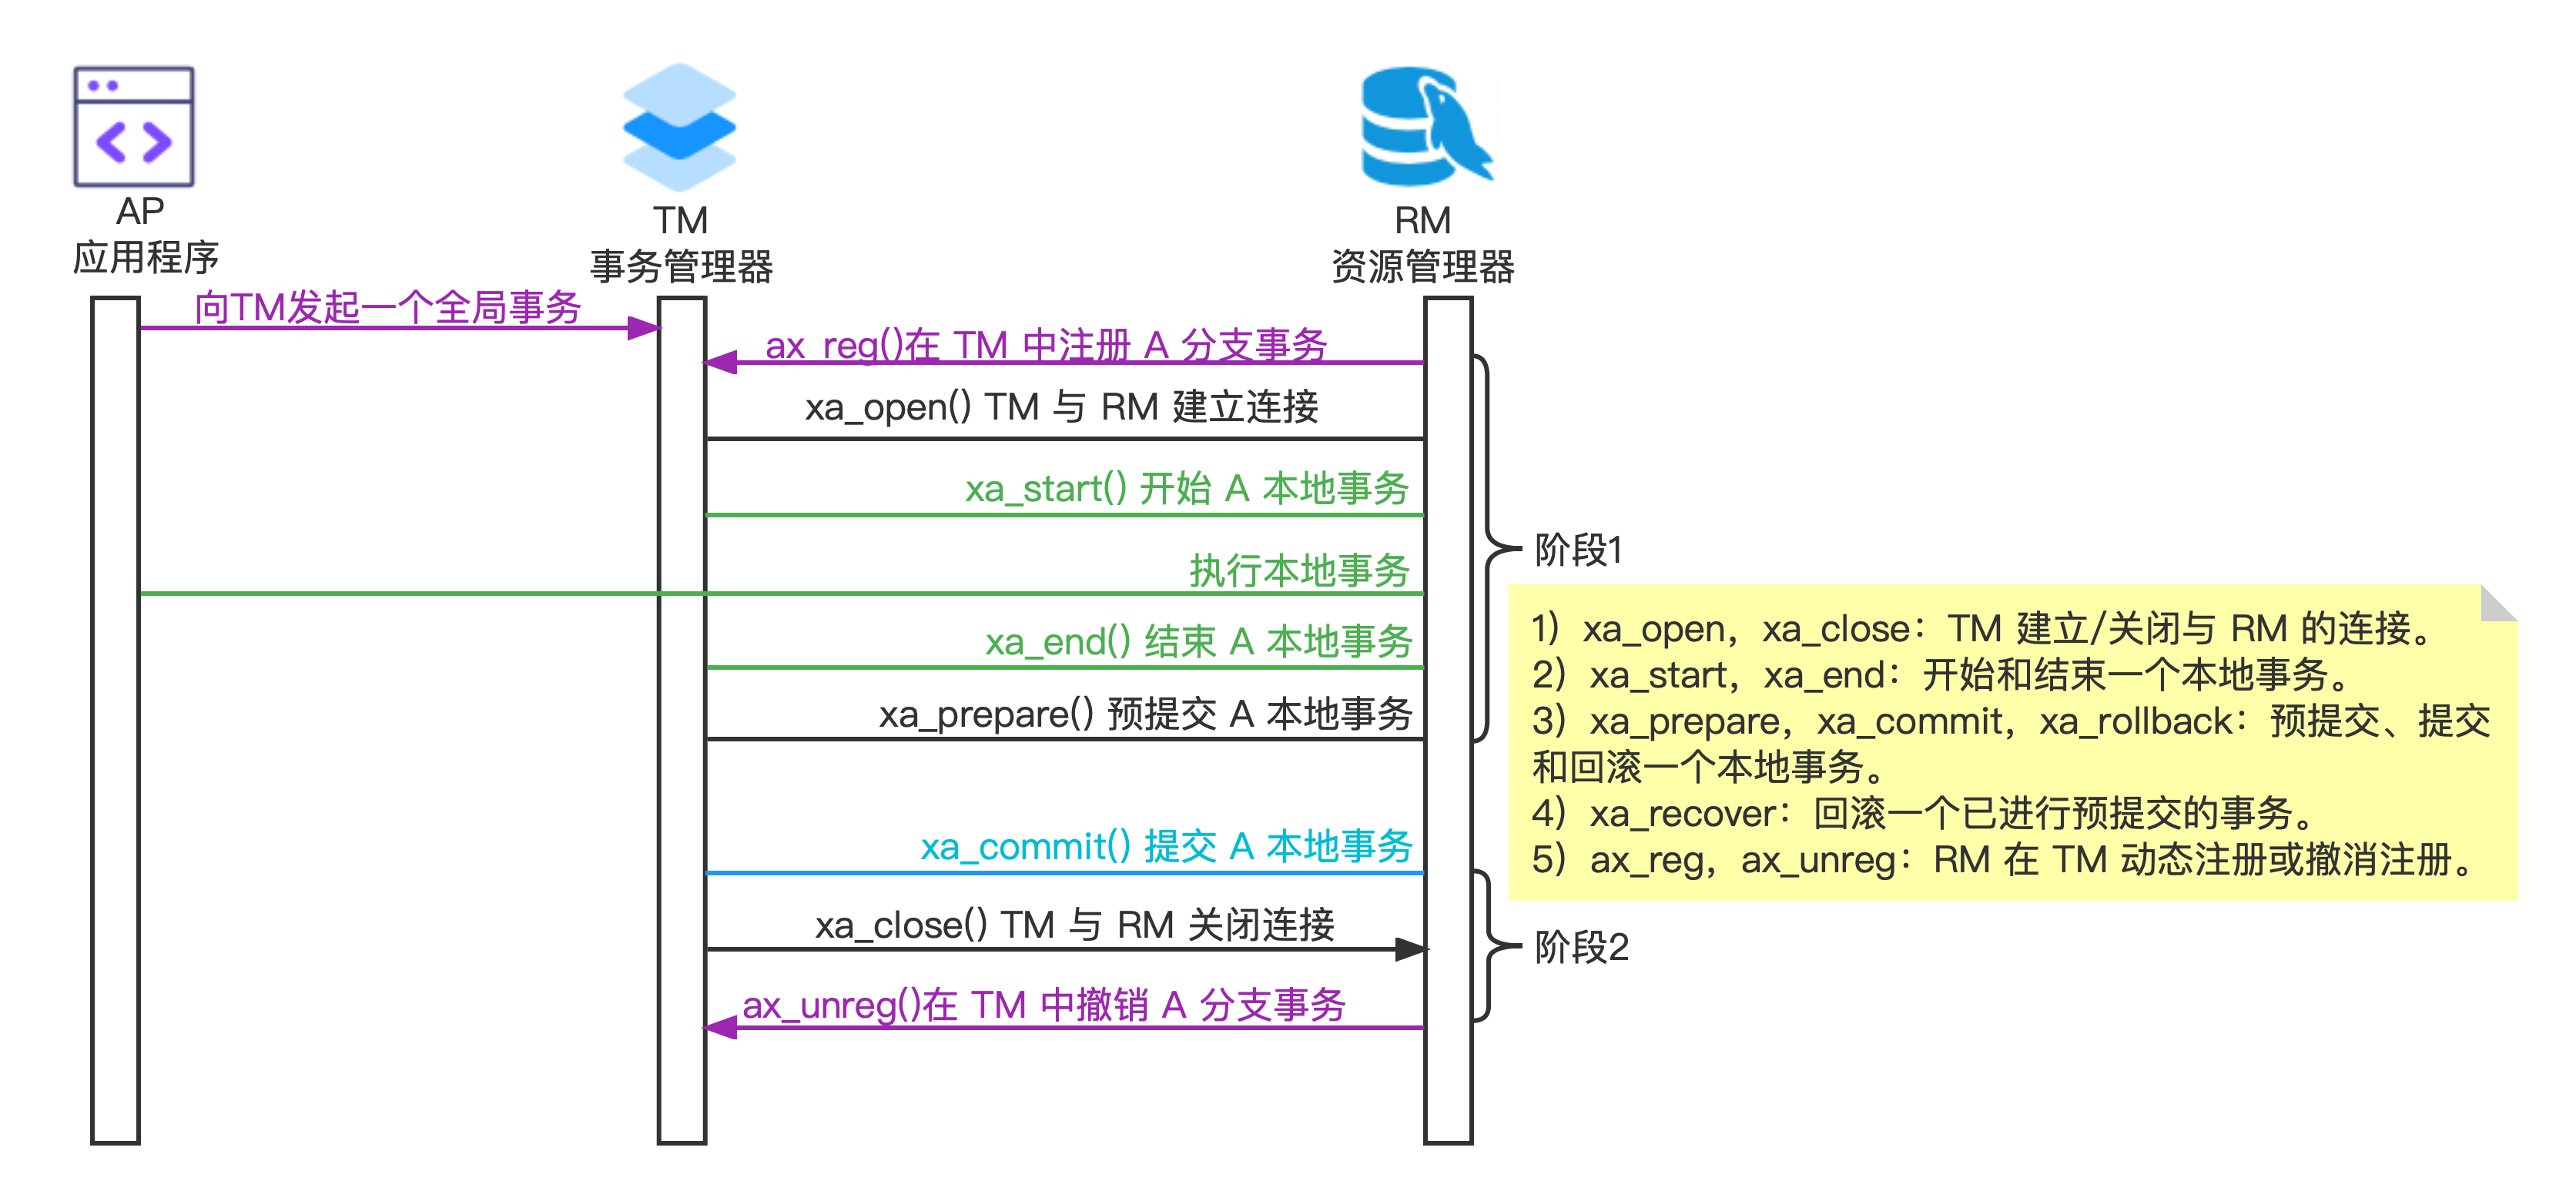 AP
应用程序
TM
事务管理器
RM
资源管理器
向TM发起一个全局事务
ax_reg()在 TM 中注册 A 分支事务
xa_open() TM 与 RM 建立连接
xa_start() 开始 A 本地事务
执行本地事务
xa_end() 结束 A 本地事务
xa_prepare() 预提交 A 本地事务
阶段1
1）xa_open，xa_close：TM 建立/关闭与 RM 的连接。
2）xa_start，xa_end：开始和结束一个本地事务。
3）xa_prepare，xa_commit，xa_rollback：预提交、提交
和回滚一个本地事务。
4）xa_recover：回滚一个已进行预提交的事务。
5）ax_reg，ax_unreg：RM 在 TM 动态注册或撤消注册。
xa_commit() 提交 A 本地事务
xa_close() TM 与 RM 关闭连接
阶段2
ax_unreg()在 TM 中撤销 A 分支事务